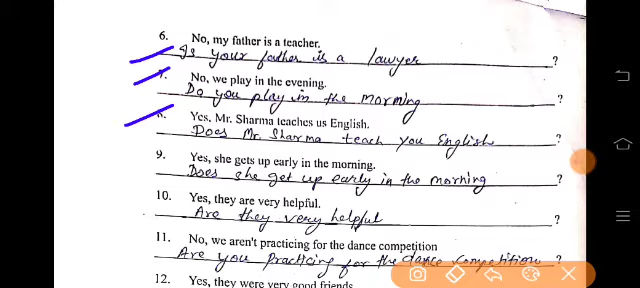 6. No, my father is a teacher.
Is your father is a lawyer ?
7. No, we play in the evening.
Do you play in the morning ?
8. Yes, Mr. Sharma teaches us English.
Does Mr. Sharma teach you English ?
9. Yes, she gets up early in the morning.
Does she get up early in the morning ?
10. Yes, they are very helpful.
Are they very helpful ?
11. No, we aren't practicing for the dance competition
Are you practicing for the dance competition ?
12. Yes, they were very good friends.